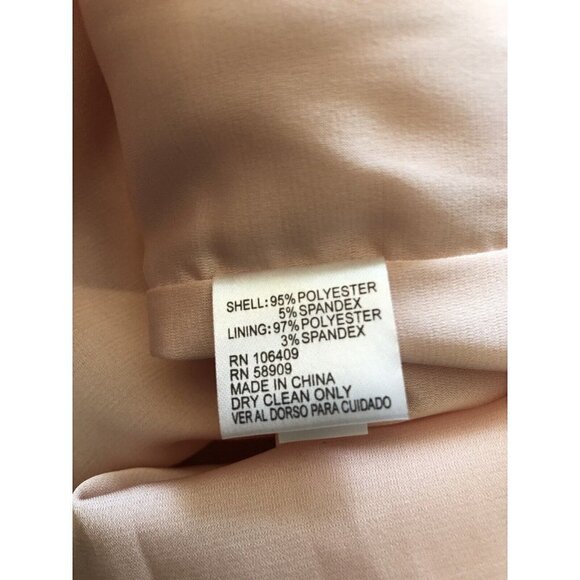 SHELL: 95% POLYESTER
5% SPANDEX
LINING: 97% POLYESTER
3% SPANDEX
RN 106409
RN 58909
MADE IN CHINA
DRY CLEAN ONLY
VER AL DORSO PARA CUIDADO